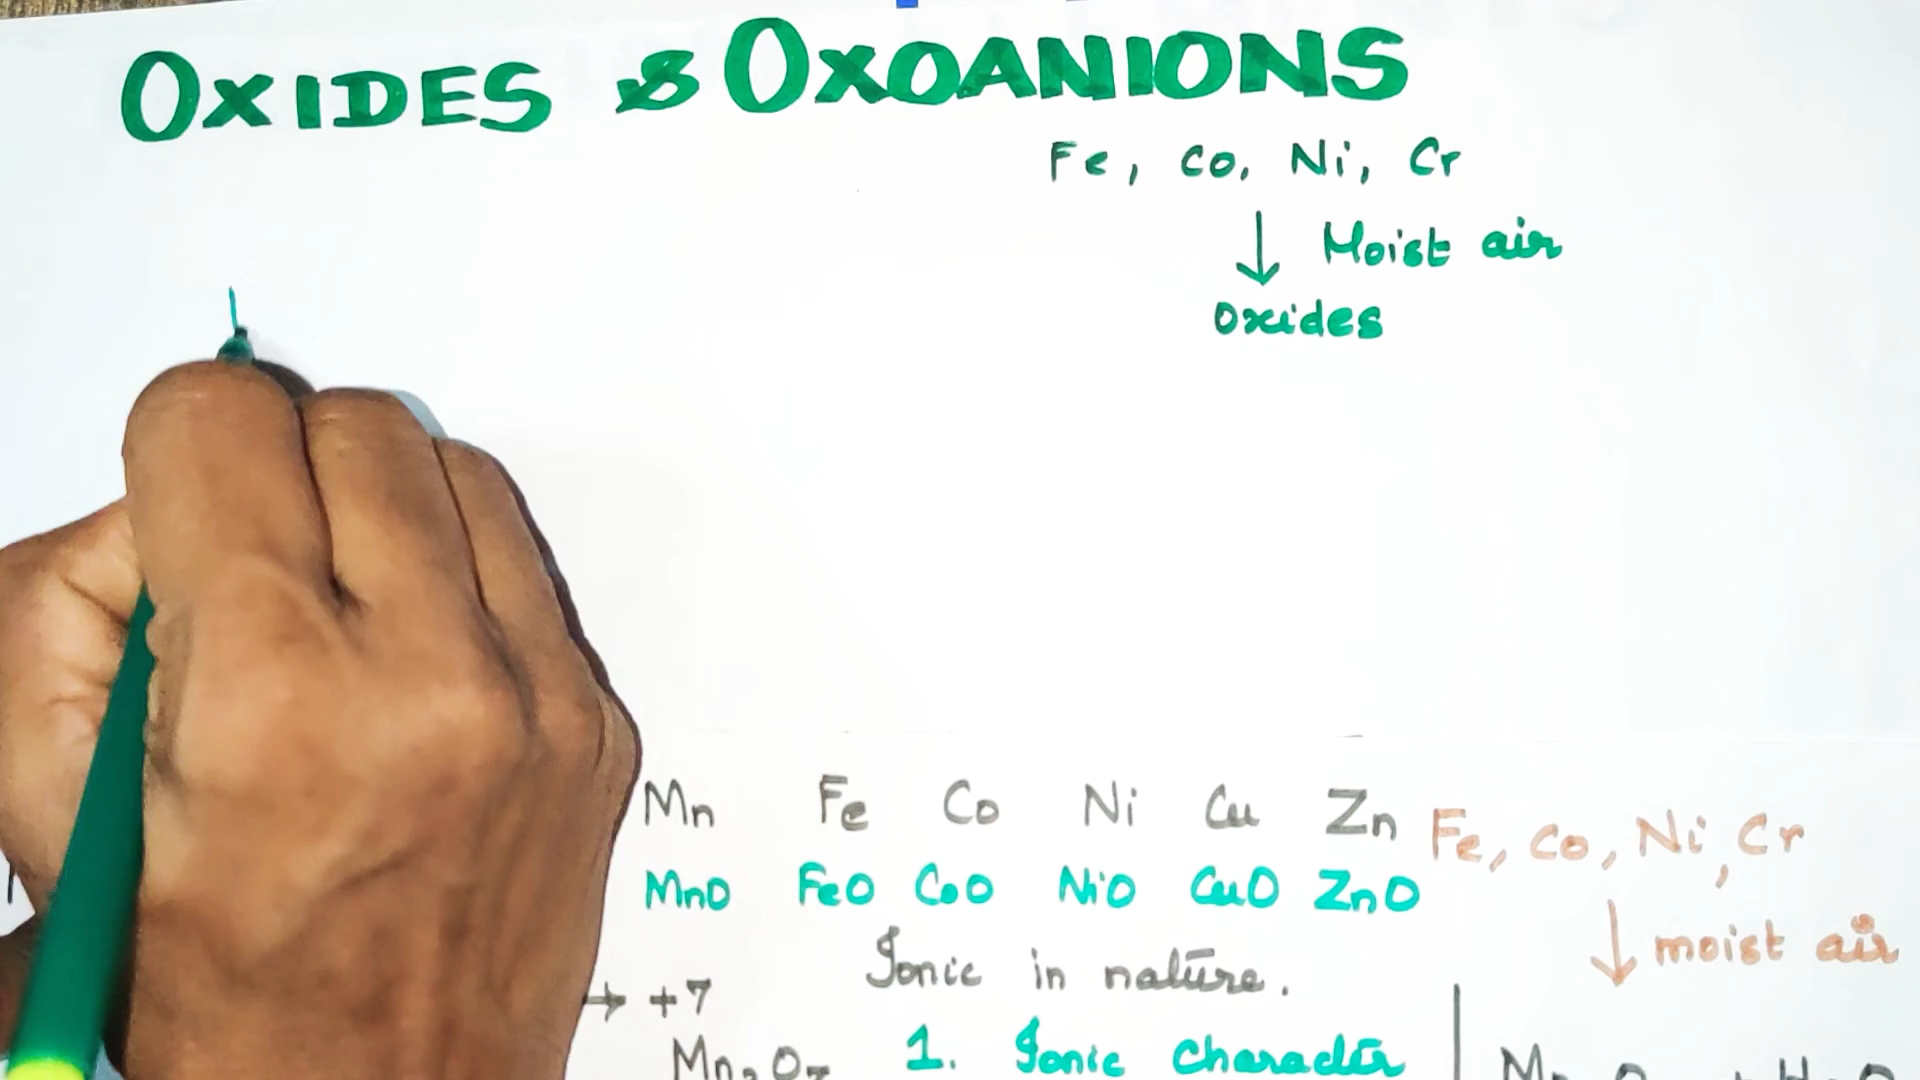 OXIDES & OXOANIONS
Fe, Co, Ni, Cr
↓ Moist air
Oxides
Mn Fe Co Ni Cu Zn
MnO FeO CoO NiO CuO ZnO
Ionic in nature.
→ +7
Mn₂O₇
1. Ionic Character
Fe, Co, Ni, Cr
↓ moist air